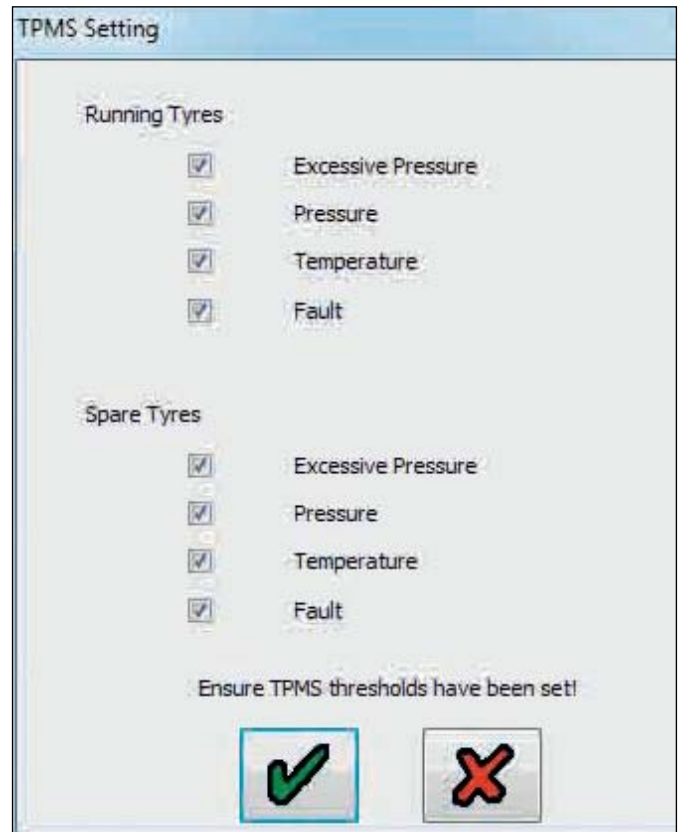 TPMS Setting
Running Tyres
Excessive Pressure
Pressure
Temperature
Fault
Spare Tyres
Excessive Pressure
Pressure
Temperature
Fault
Ensure TPMS thresholds have been set!